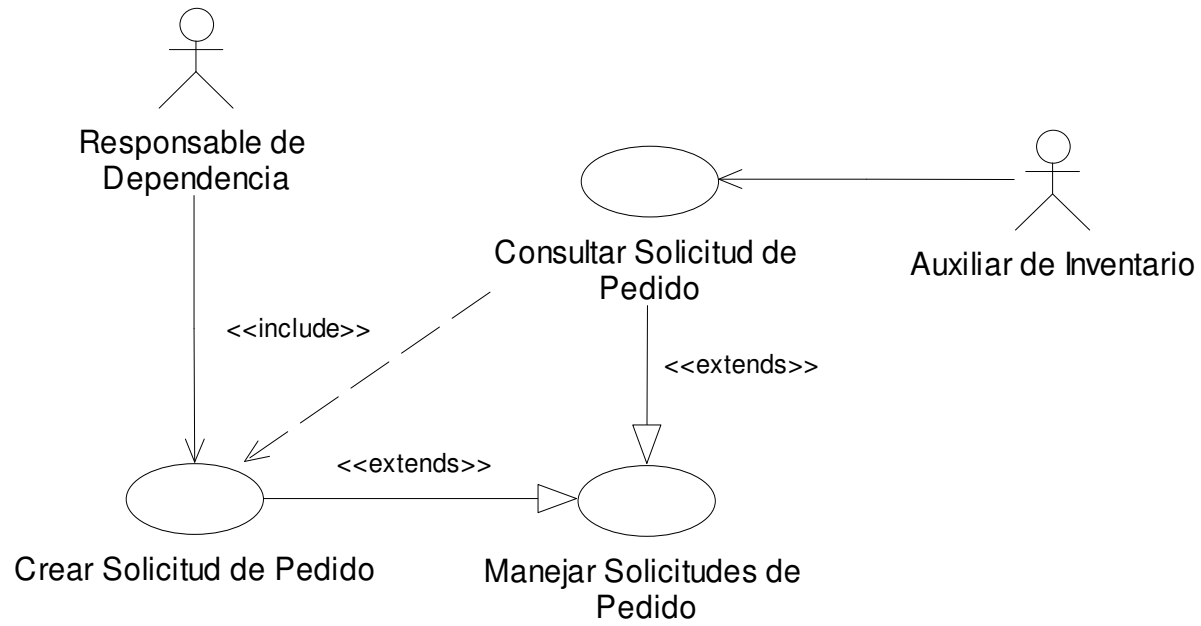 Responsable de
Dependencia
Consultar Solicitud de
Pedido
Auxiliar de Inventario
<<include>>
<<extends>>
<<extends>>
Crear Solicitud de Pedido
Manejar Solicitudes de
Pedido